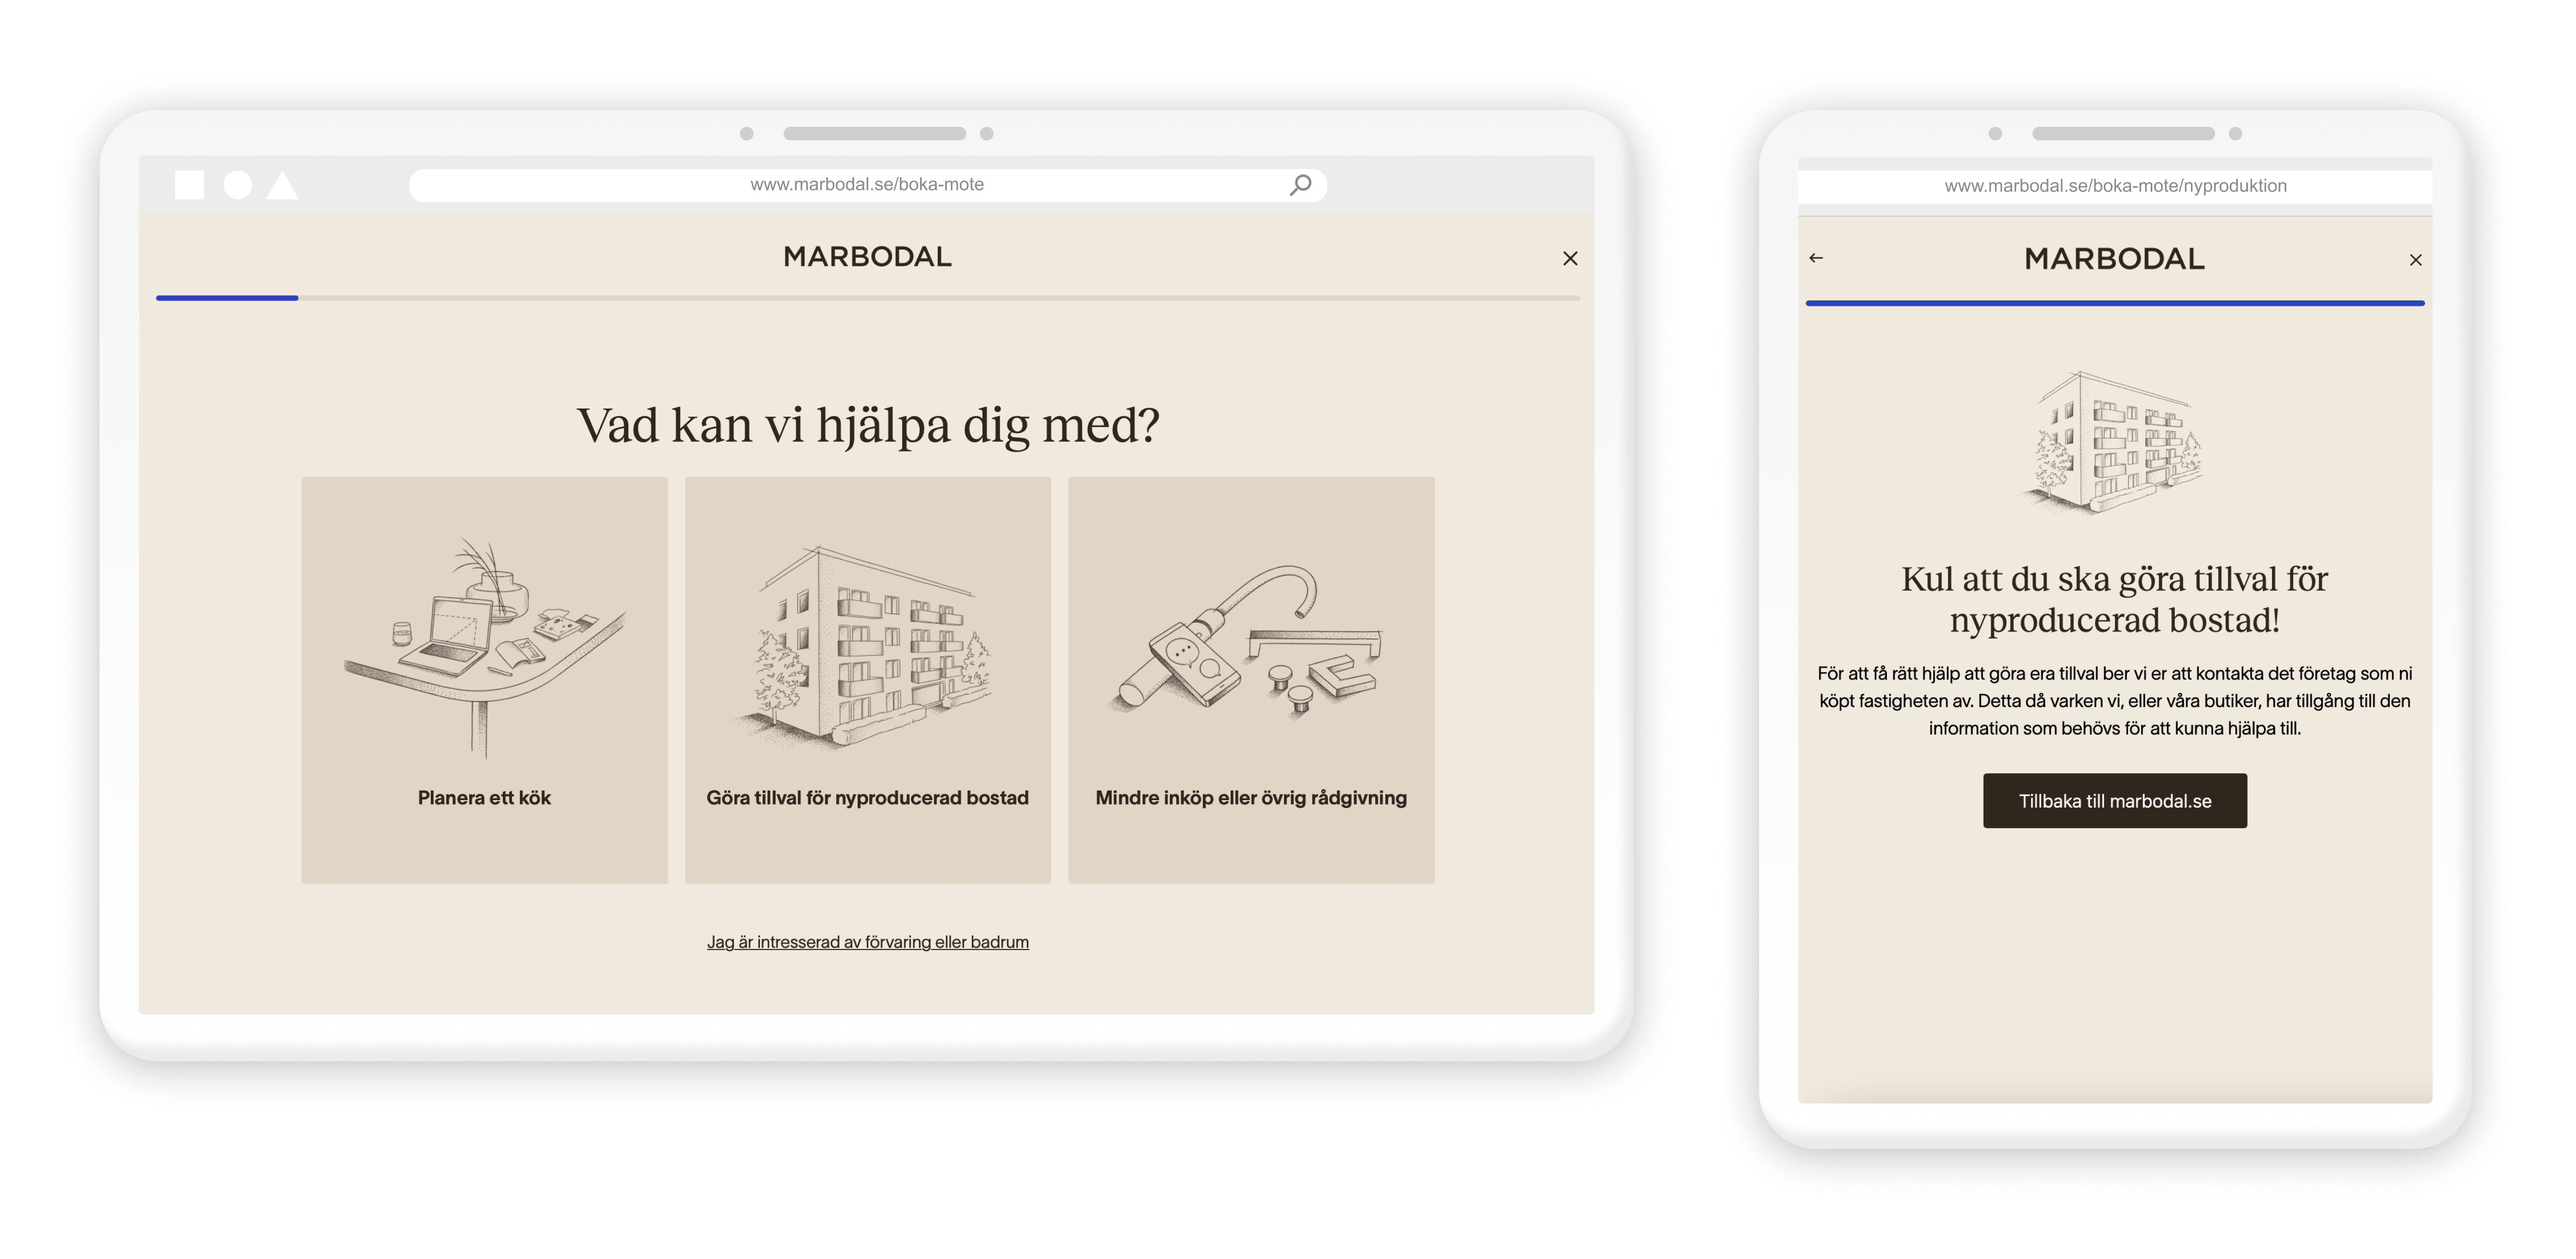 www.marbodal.se/boka-mote
MARBODAL
Vad kan vi hjälpa dig med?
Planera ett kök
Göra tillval för nyproducerad bostad
Mindre inköp eller övrig rådgivning
Jag är intresserad av förvaring eller badrum
www.marbodal.se/boka-mote/nyproduktion
MARBODAL
Kul att du ska göra tillval för
nyproducerad bostad!
För att få rätt hjälp att göra era tillval ber vi er att kontakta det företag som ni
köpt fastigheten av. Detta då varken vi, eller våra butiker, har tillgång till den
information som behövs för att kunna hjälpa till.
Tillbaka till marbodal.se